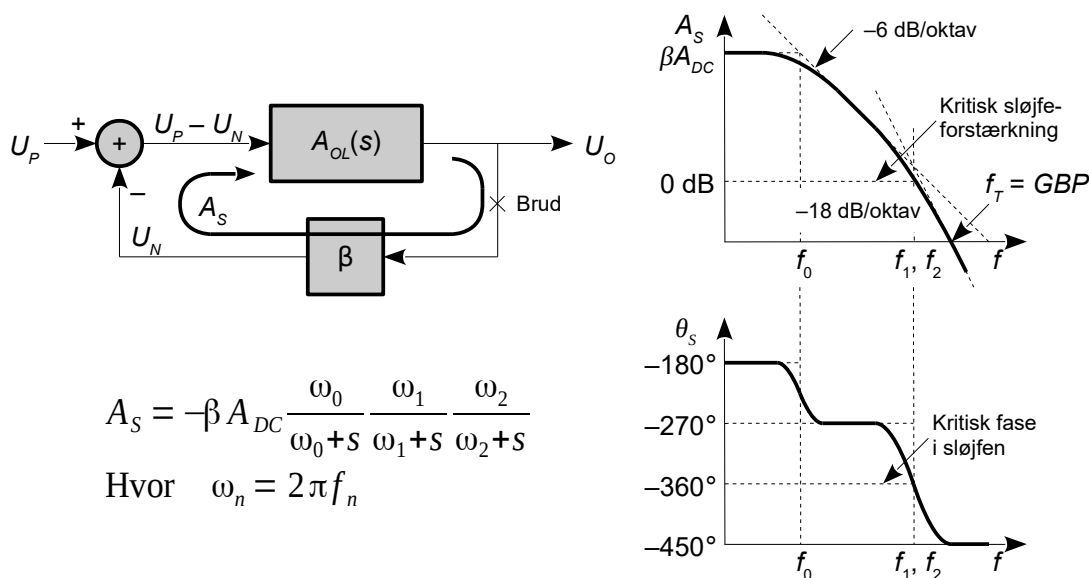 U_P
+
+
–
U_P – U_N
A_OL(s)
U_O
A_S
Brud
U_N
β
A_S = –β A_DC ω_0/(ω_0+s) ω_1/(ω_1+s) ω_2/(ω_2+s)
Hvor ω_n = 2π f_n
A_S
βA_DC
–6 dB/oktav
Kritisk sløjfe-
forstærkning
0 dB
–18 dB/oktav
f_T = GBP
f_0
f_1, f_2
f
θ_S
–180°
–270°
Kritisk fase
i sløjfen
–360°
–450°
f_0
f_1, f_2
f